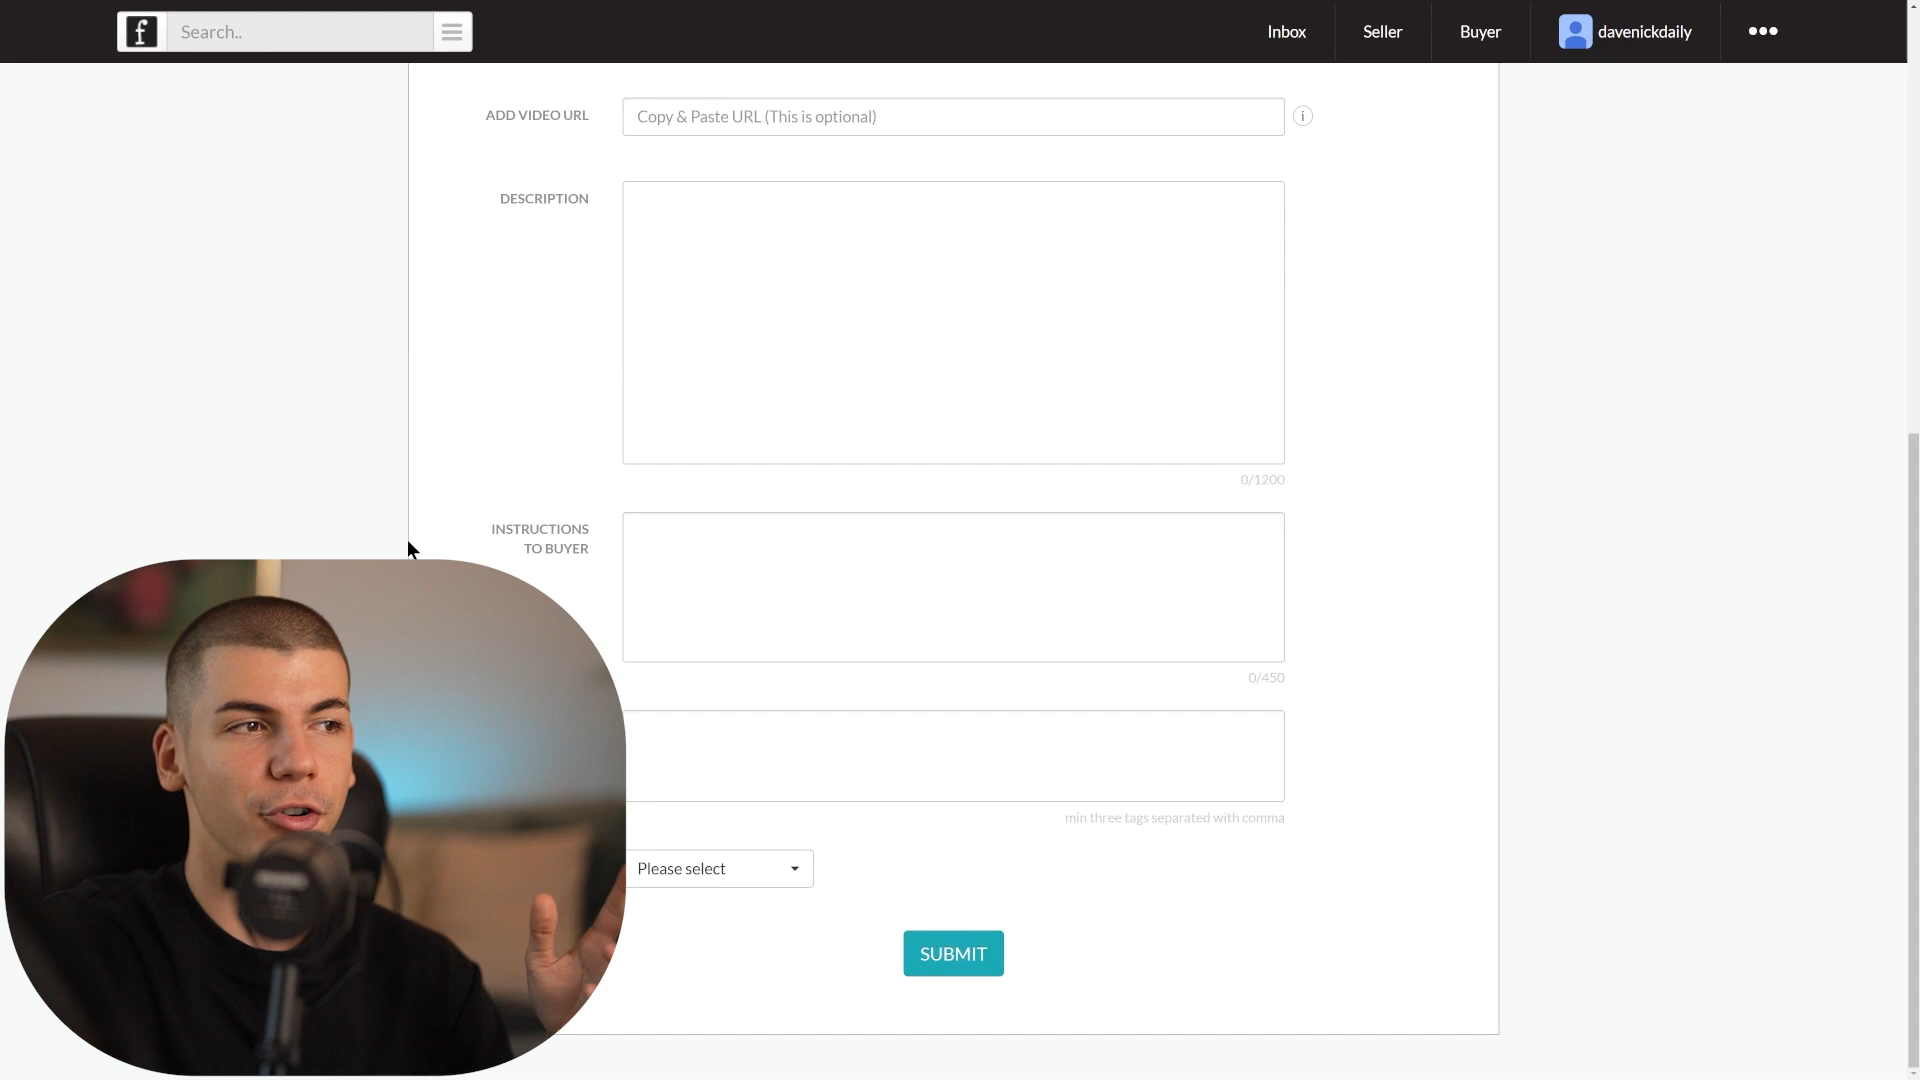 f
Search..
Inbox
Seller
Buyer
davenickdaily
ADD VIDEO URL
Copy & Paste URL (This is optional)
i
DESCRIPTION
0/1200
INSTRUCTIONS
TO BUYER
0/450
min three tags separated with comma
Please select
SUBMIT